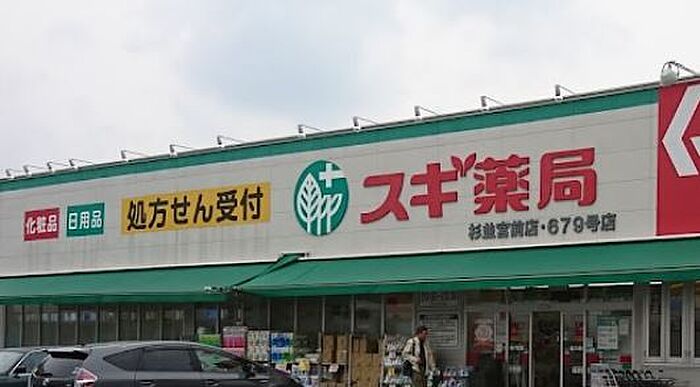 化粧品
日用品
処方せん受付
スギ薬局
杉並宮前店・679号店